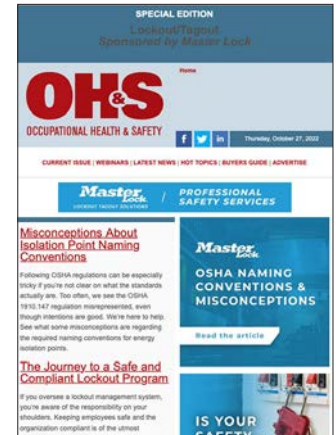 SPECIAL EDITION
Lockout/Tagout
Sponsored by Master Lock
Home
OH&S
OCCUPATIONAL HEALTH & SAFETY
Thursday, October 27, 2022
CURRENT ISSUE | WEBINARS | LATEST NEWS | HOT TOPICS | BUYERS GUIDE | ADVERTISE
Master Lock
LOCKOUT TAGOUT SOLUTIONS
/ PROFESSIONAL
SAFETY SERVICES
Misconceptions About
Isolation Point Naming
Conventions
Following OSHA regulations can be especially
tricky if you're not clear on what the standards
actually are. Too often, we see the OSHA
1910.147 regulation misrepresented, even
though intentions are good. We're here to help.
See what some misconceptions are regarding
the required naming conventions for energy
isolation points.
The Journey to a Safe and
Compliant Lockout Program
If you oversee a lockout management system,
you're aware of the responsibility on your
shoulders. Keeping employees safe and the
organization compliant is of the utmost
Master Lock
OSHA NAMING
CONVENTIONS &
MISCONCEPTIONS
Read the article
IS YOUR